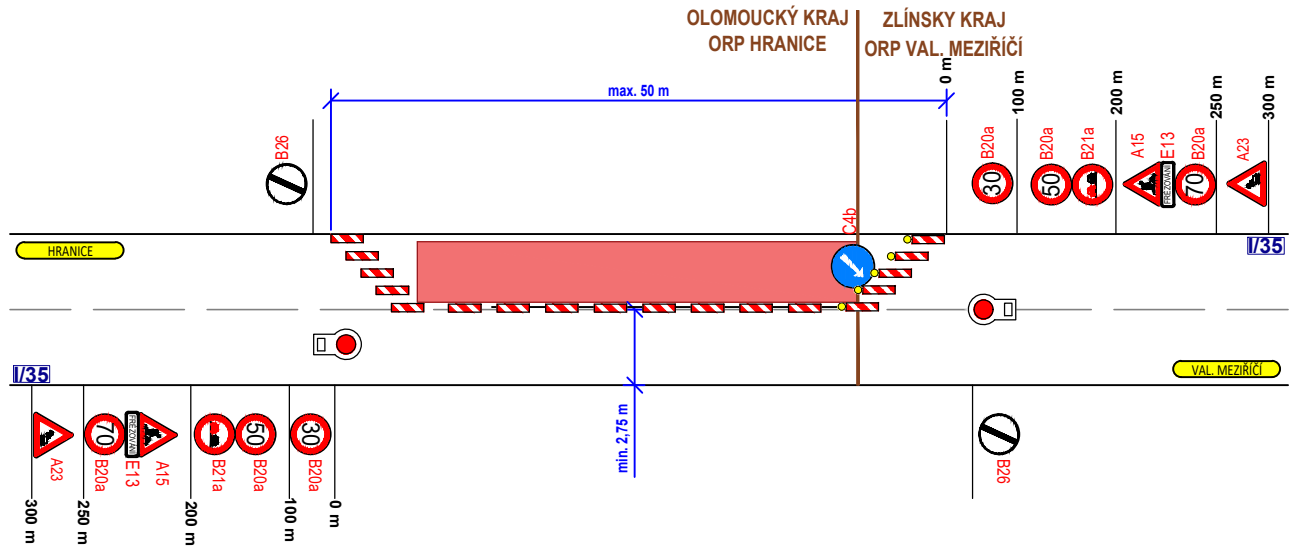 OLOMOUCKÝ KRAJ
ORP HRANICE
ZLÍNSKY KRAJ
ORP VAL. MEZIŘÍČÍ
max. 50 m
0 m
100 m
200 m
250 m
300 m
B26
B20a
B20a
B21a
A15
E13
B20a
A23
30
50
FRÉZOVÁNÍ
70
C4b
HRANICE
I/35
I/35
VAL. MEZIŘÍČÍ
min. 2,75 m
70
FRÉZOVÁNÍ
50
30
A23
B20a
E13
A15
B21a
B20a
B20a
B26
300 m
250 m
200 m
100 m
0 m